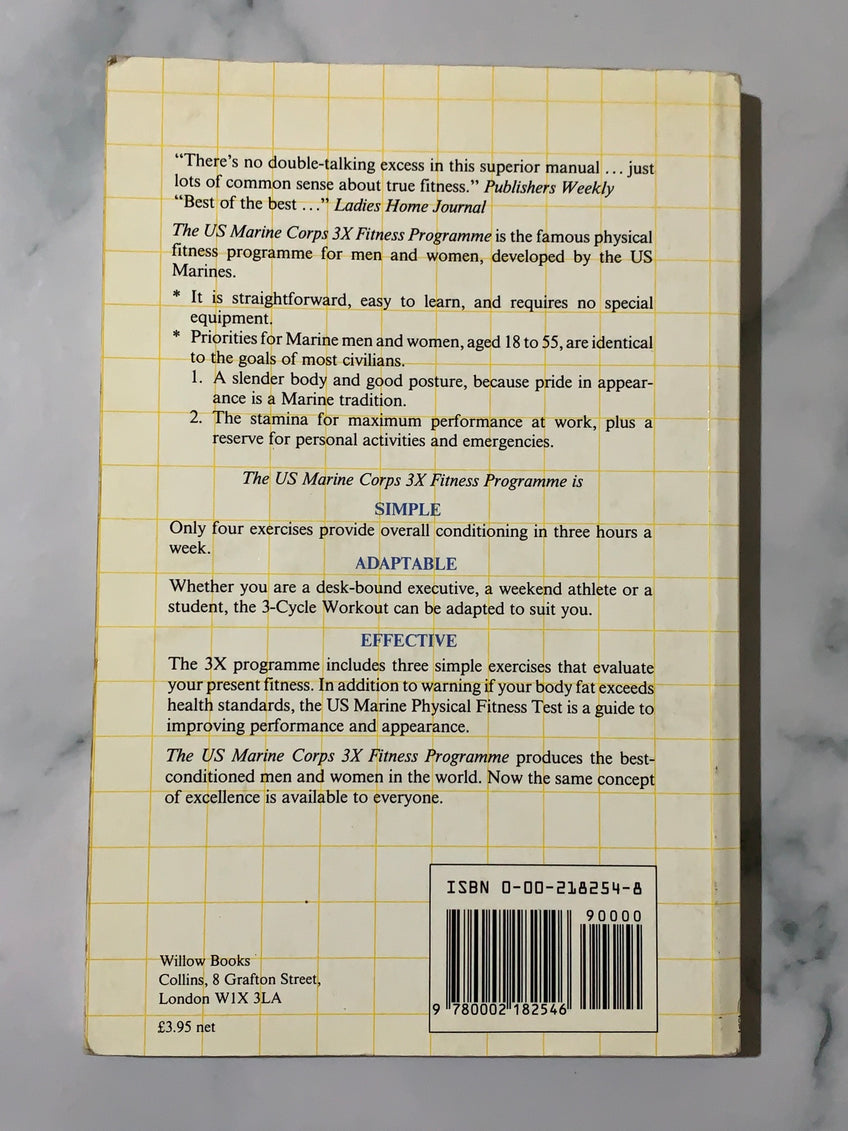 “There’s no double-talking excess in this superior manual ... just
lots of common sense about true fitness.” Publishers Weekly
“Best of the best ...” Ladies Home Journal
The US Marine Corps 3X Fitness Programme is the famous physical
fitness programme for men and women, developed by the US
Marines.
* It is straightforward, easy to learn, and requires no special
equipment.
* Priorities for Marine men and women, aged 18 to 55, are identical
to the goals of most civilians.
1. A slender body and good posture, because pride in appear-
ance is a Marine tradition.
2. The stamina for maximum performance at work, plus a
reserve for personal activities and emergencies.
The US Marine Corps 3X Fitness Programme is
SIMPLE
Only four exercises provide overall conditioning in three hours a
week.
ADAPTABLE
Whether you are a desk-bound executive, a weekend athlete or a
student, the 3-Cycle Workout can be adapted to suit you.
EFFECTIVE
The 3X programme includes three simple exercises that evaluate
your present fitness. In addition to warning if your body fat exceeds
health standards, the US Marine Physical Fitness Test is a guide to
improving performance and appearance.
The US Marine Corps 3X Fitness Programme produces the best-
conditioned men and women in the world. Now the same concept
of excellence is available to everyone.
ISBN 0-00-218254-8
90000
9 780002 182546
Willow Books
Collins, 8 Grafton Street,
London W1X 3LA
£3.95 net